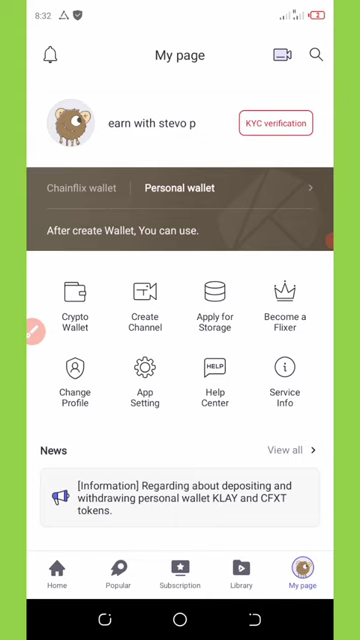 8:32
2
My page
earn with stevo p
KYC verification
Chainflix wallet
Personal wallet
After create Wallet, You can use.
Crypto
Wallet
Create
Channel
Apply for
Storage
Become a
Flixer
HELP
Change
Profile
App
Setting
Help
Center
Service
Info
News
View all
[Information] Regarding about depositing and
withdrawing personal wallet KLAY and CFXT
tokens.
Home
Popular
Subscription
Library
My page